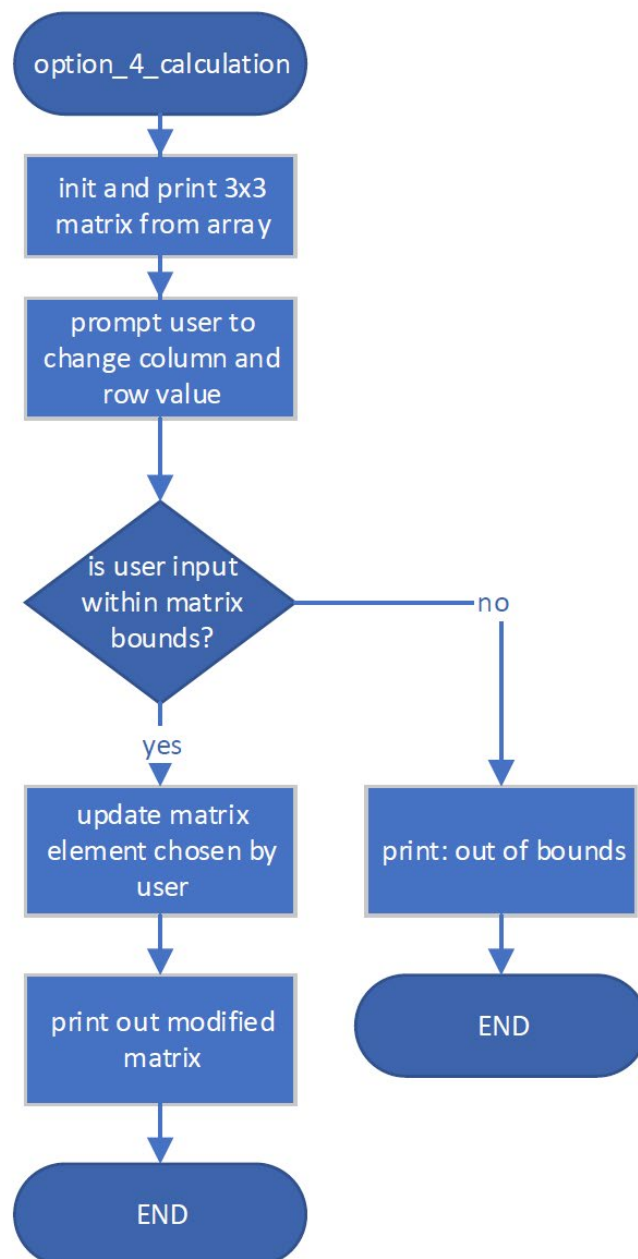 option_4_calculation
init and print 3x3
matrix from array
prompt user to
change column and
row value
is user input
within matrix
bounds?
no
yes
update matrix
element chosen by
user
print: out of bounds
print out modified
matrix
END
END